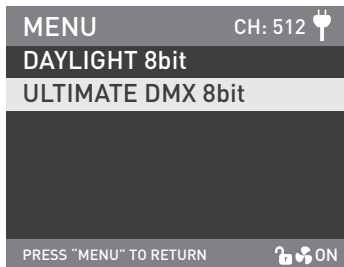 MENU CH: 512
DAYLIGHT 8bit
ULTIMATE DMX 8bit
PRESS “MENU” TO RETURN ON